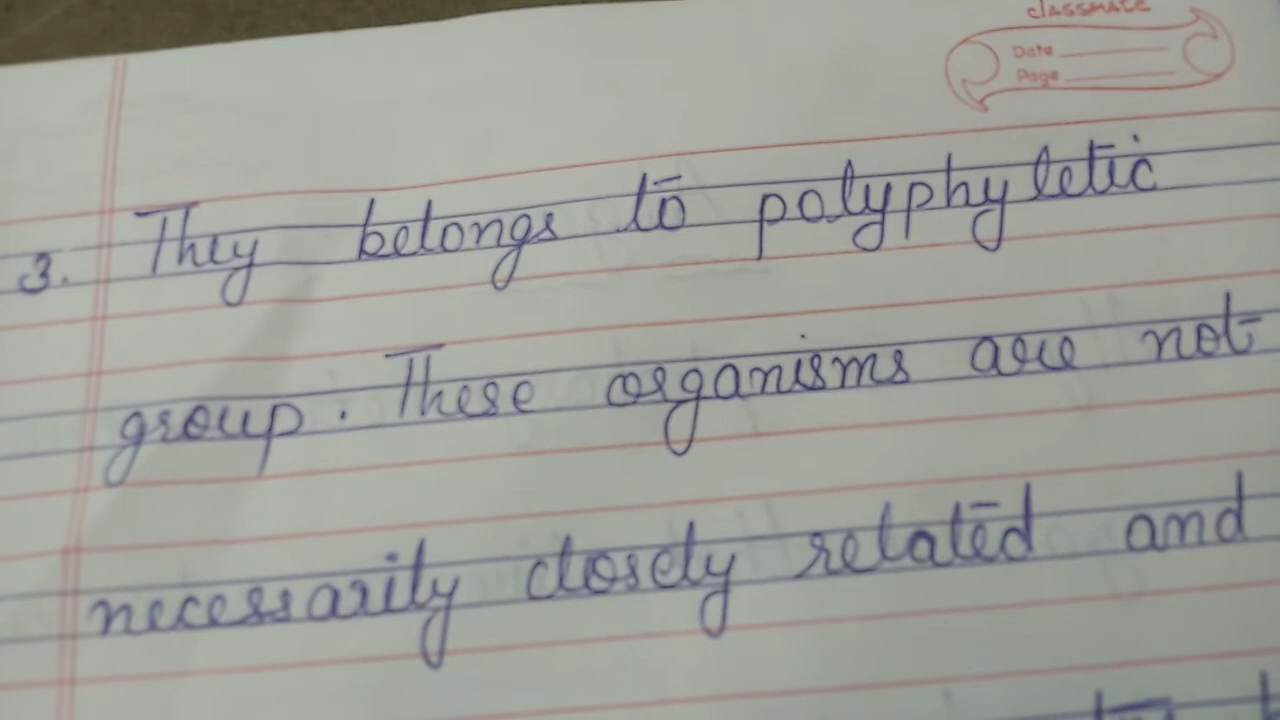 classmate
Date
Page
3. They belongs to polyphyletic
group. These organisms are not
necessarily closely related and